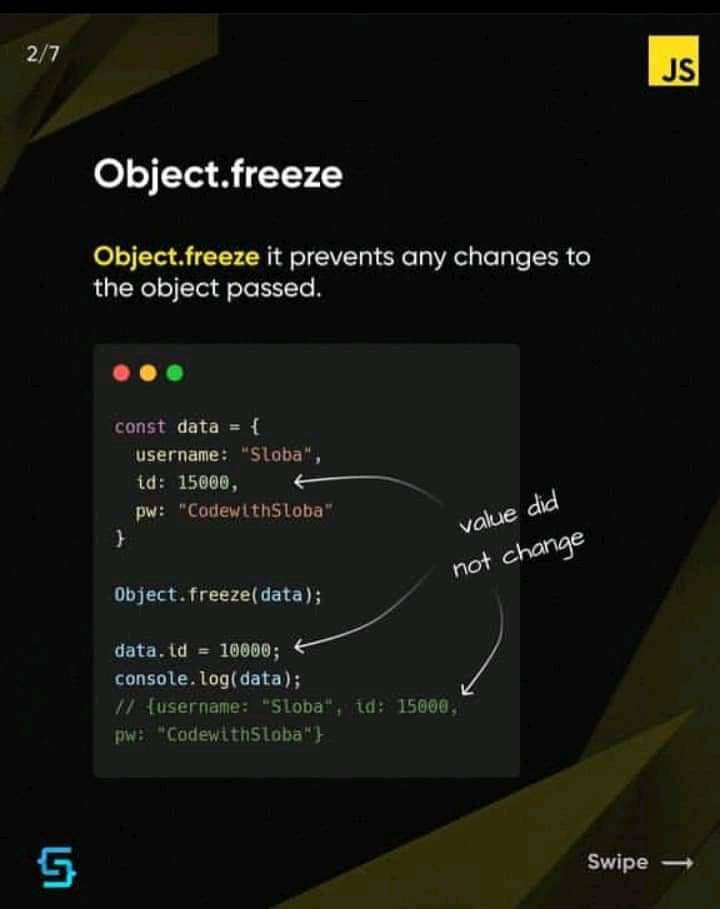 2/7
JS
Object.freeze
Object.freeze it prevents any changes to
the object passed.
const data = {
  username: "Sloba",
  id: 15000,
  pw: "CodewithSloba"
}
value did
not change
Object.freeze(data);
data.id = 10000;
console.log(data);
// {username: "Sloba", id: 15000,
pw: "CodewithSloba"}
Swipe